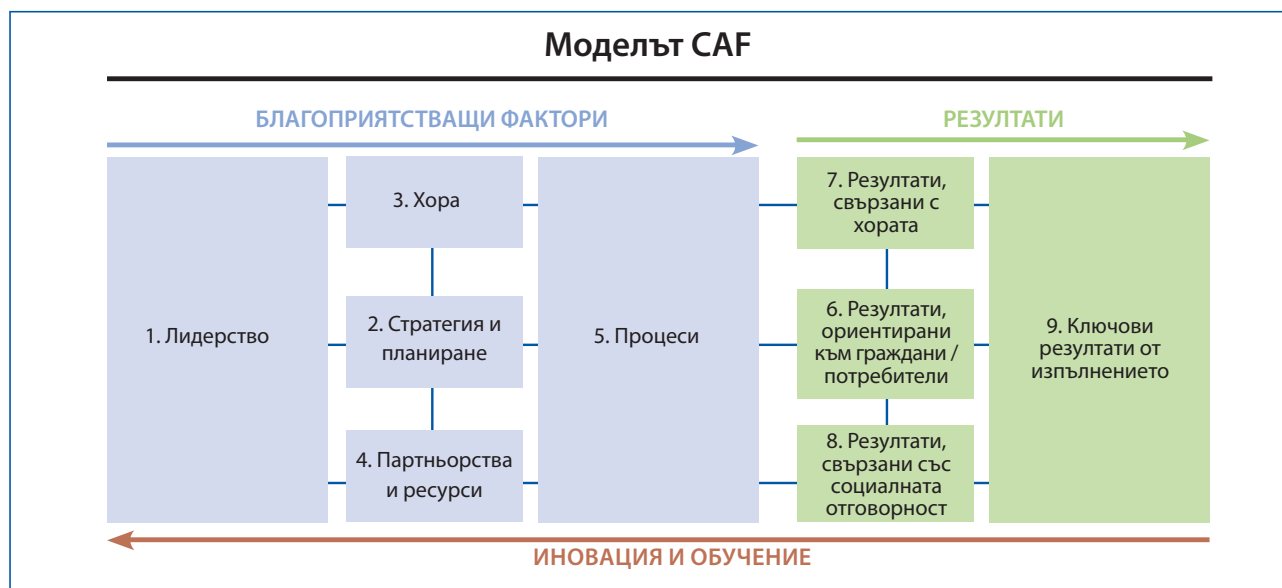 Моделът CAF
БЛАГОПРИЯТСТВАЩИ ФАКТОРИ
РЕЗУЛТАТИ
1. Лидерство
3. Хора
2. Стратегия и
планиране
4. Партньорства
и ресурси
5. Процеси
7. Резултати,
свързани с
хората
6. Резултати,
ориентирани
към граждани /
потребители
8. Резултати,
свързани със
социалната
отговорност
9. Ключови
резултати от
изпълнението
ИНОВАЦИЯ И ОБУЧЕНИЕ